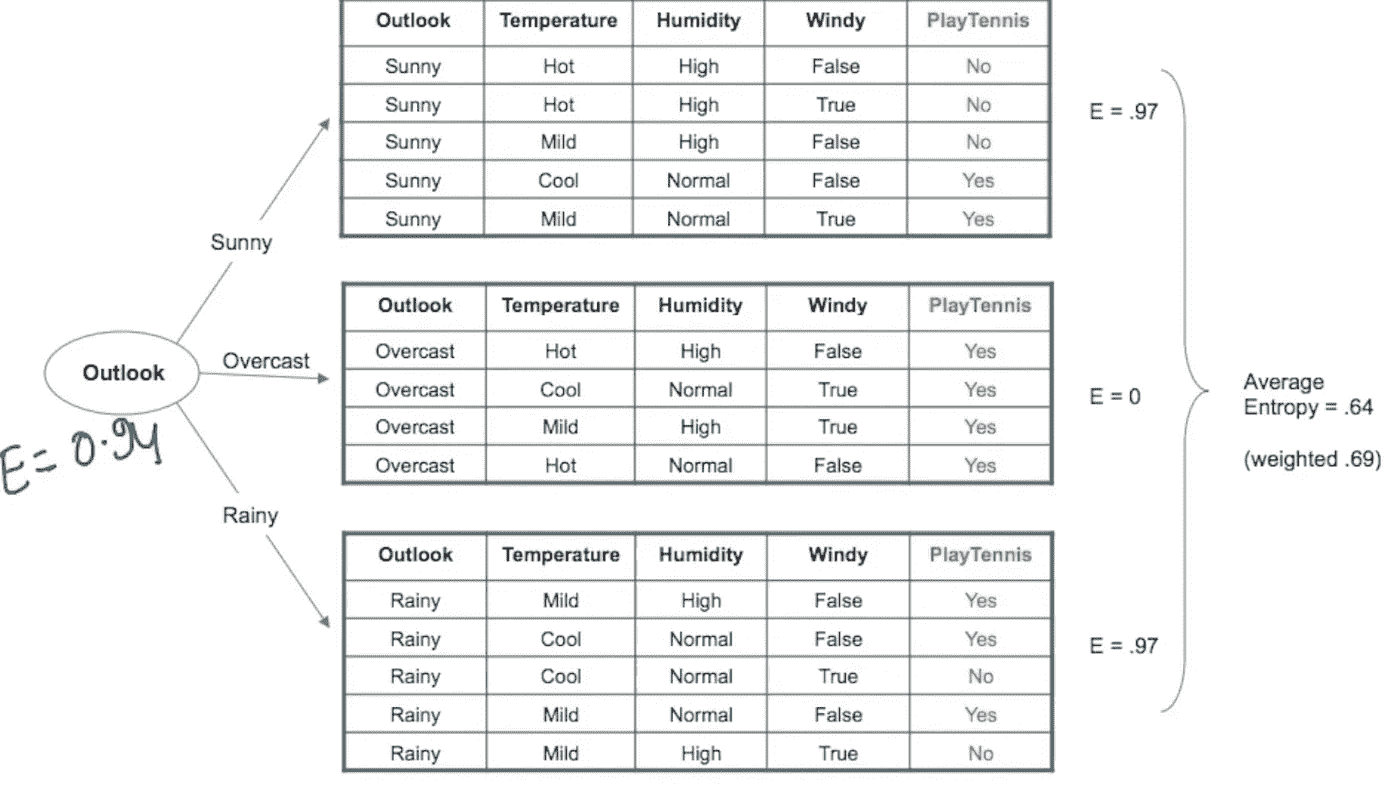 Outlook Temperature Humidity Windy PlayTennis
Sunny Hot High False No
Sunny Hot High True No
Sunny Mild High False No
Sunny Cool Normal False Yes
Sunny Mild Normal True Yes
E = .97
Sunny
Outlook Temperature Humidity Windy PlayTennis
Overcast Hot High False Yes
Overcast Cool Normal True Yes
Overcast Mild High True Yes
Overcast Hot Normal False Yes
E = 0
Overcast
Outlook
E= 0.94
Average
Entropy = .64
(weighted .69)
Rainy
Outlook Temperature Humidity Windy PlayTennis
Rainy Mild High False Yes
Rainy Cool Normal False Yes
Rainy Cool Normal True No
Rainy Mild Normal False Yes
Rainy Mild High True No
E = .97